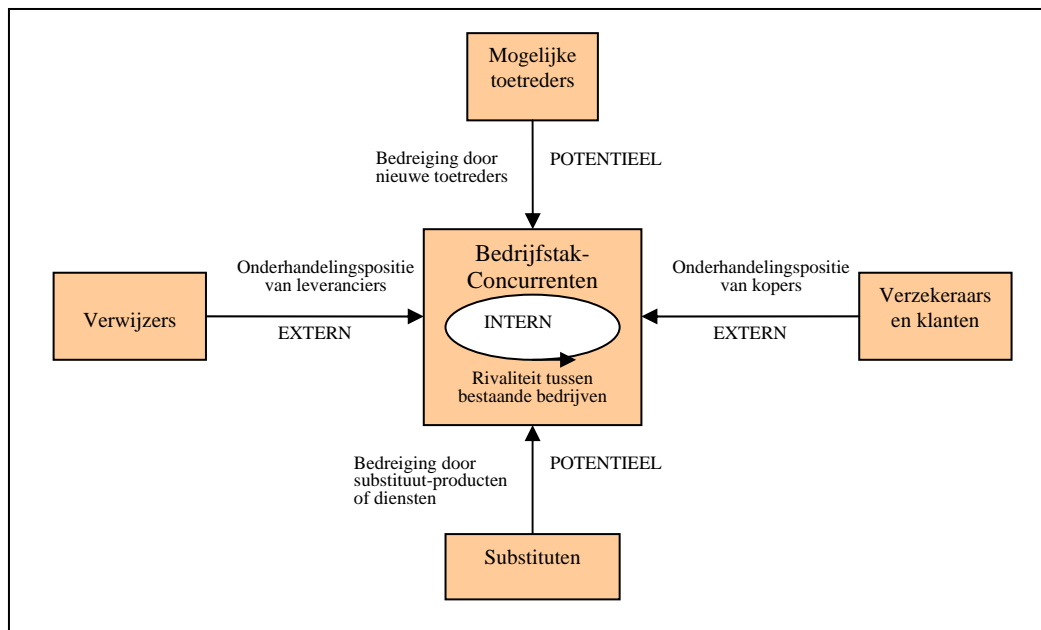 Mogelijke
toetreders
Bedreiging door
nieuwe toetreders
POTENTIEEL
Bedrijfstak-
Concurrenten
INTERN
Rivaliteit tussen
bestaande bedrijven
Onderhandelingspositie
van leveranciers
Verwijzers
EXTERN
Onderhandelingspositie
van kopers
EXTERN
Verzekeraars
en klanten
Bedreiging door
substituut-producten
of diensten
POTENTIEEL
Substituten